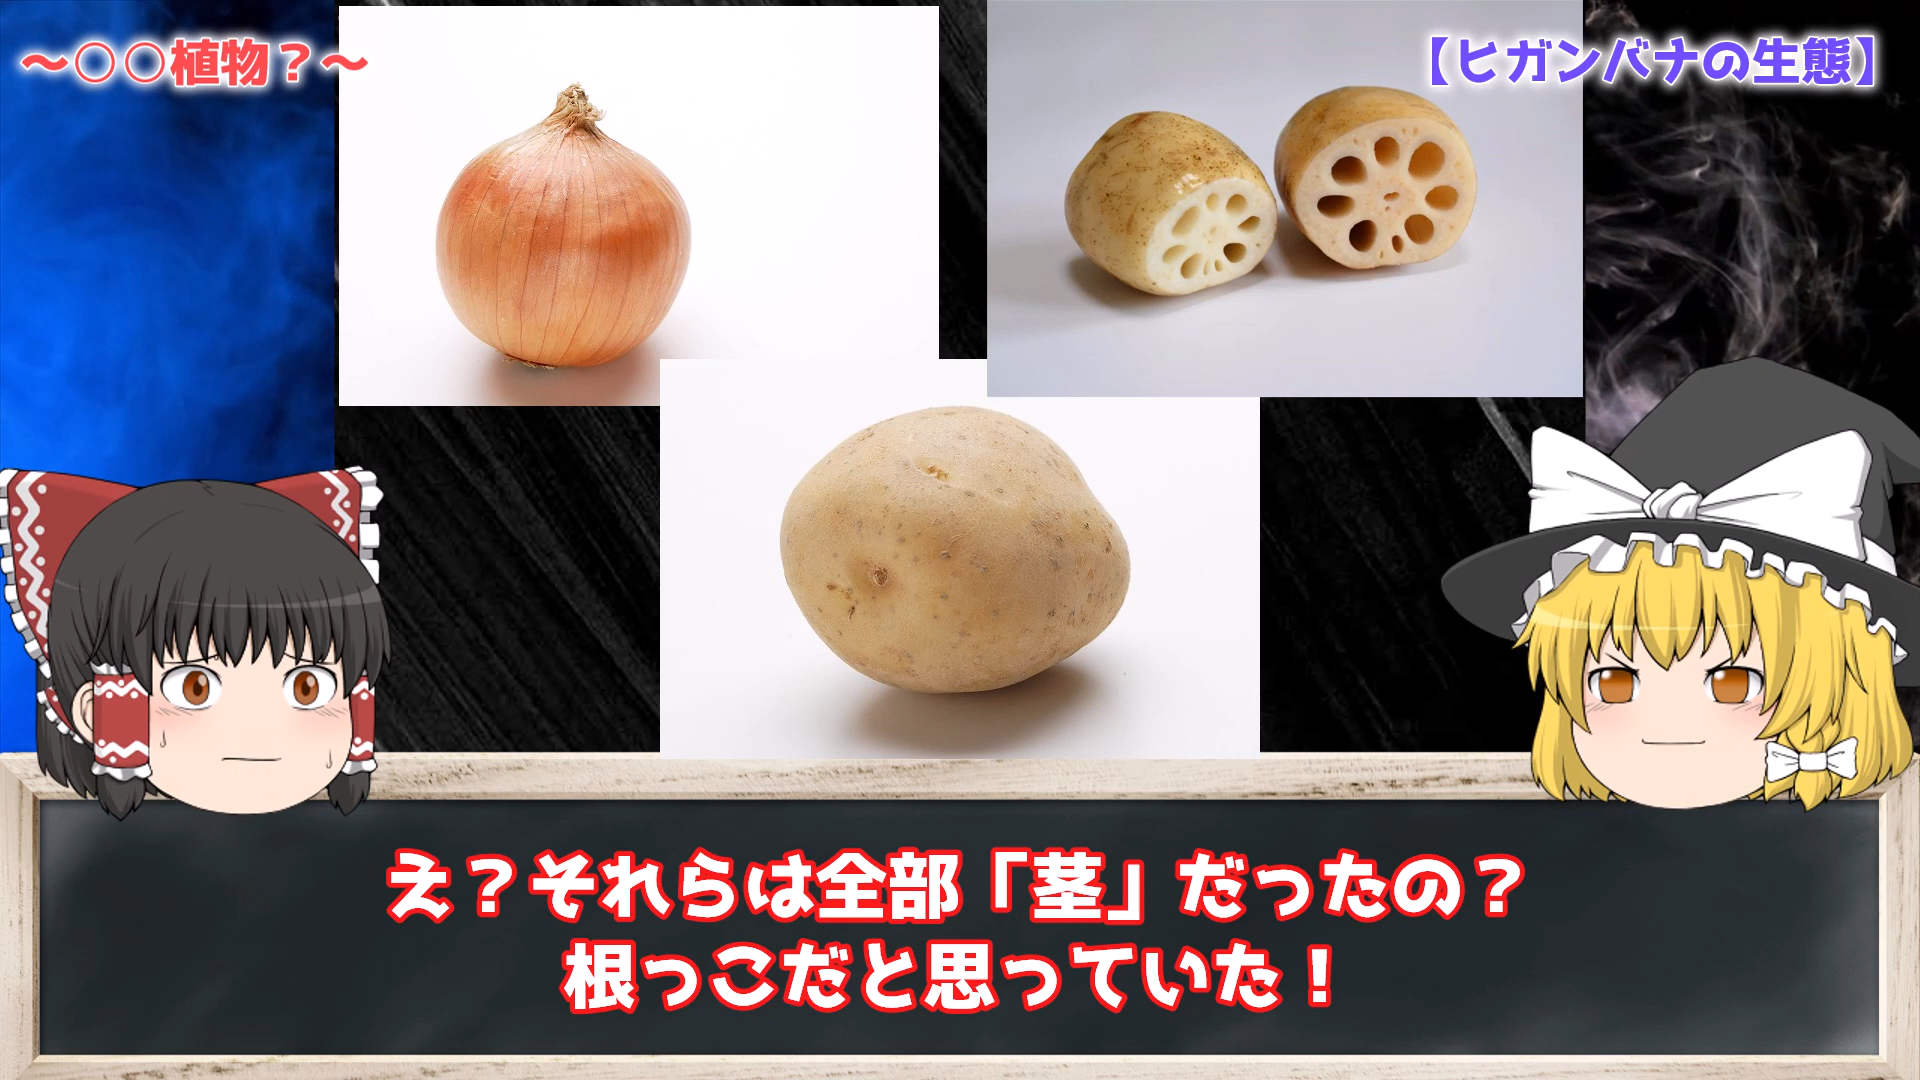 ～○○植物？～
【ヒガンバナの生態】
え？それらは全部「茎」だったの？
根っこだと思っていた！